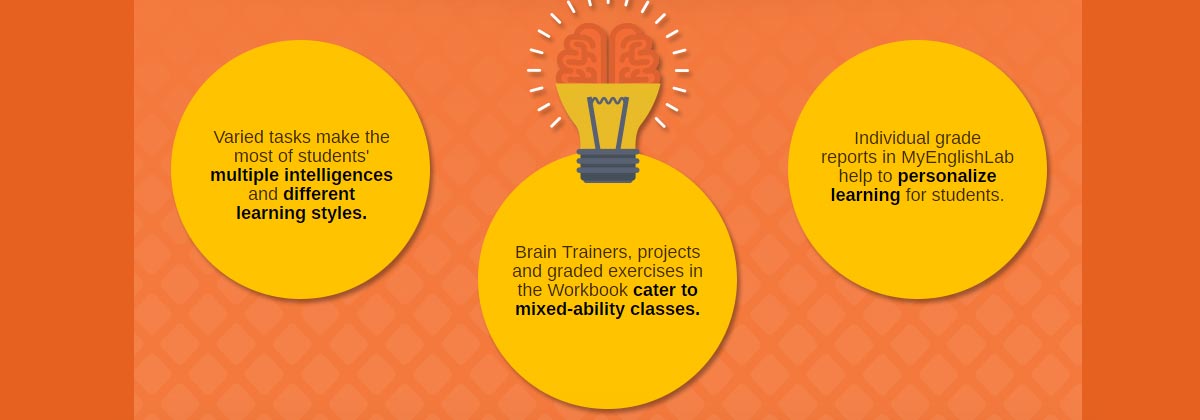 Varied tasks make the
most of students'
multiple intelligences
and different
learning styles.
Brain Trainers, projects
and graded exercises in
the Workbook cater to
mixed-ability classes.
Individual grade
reports in MyEnglishLab
help to personalize
learning for students.